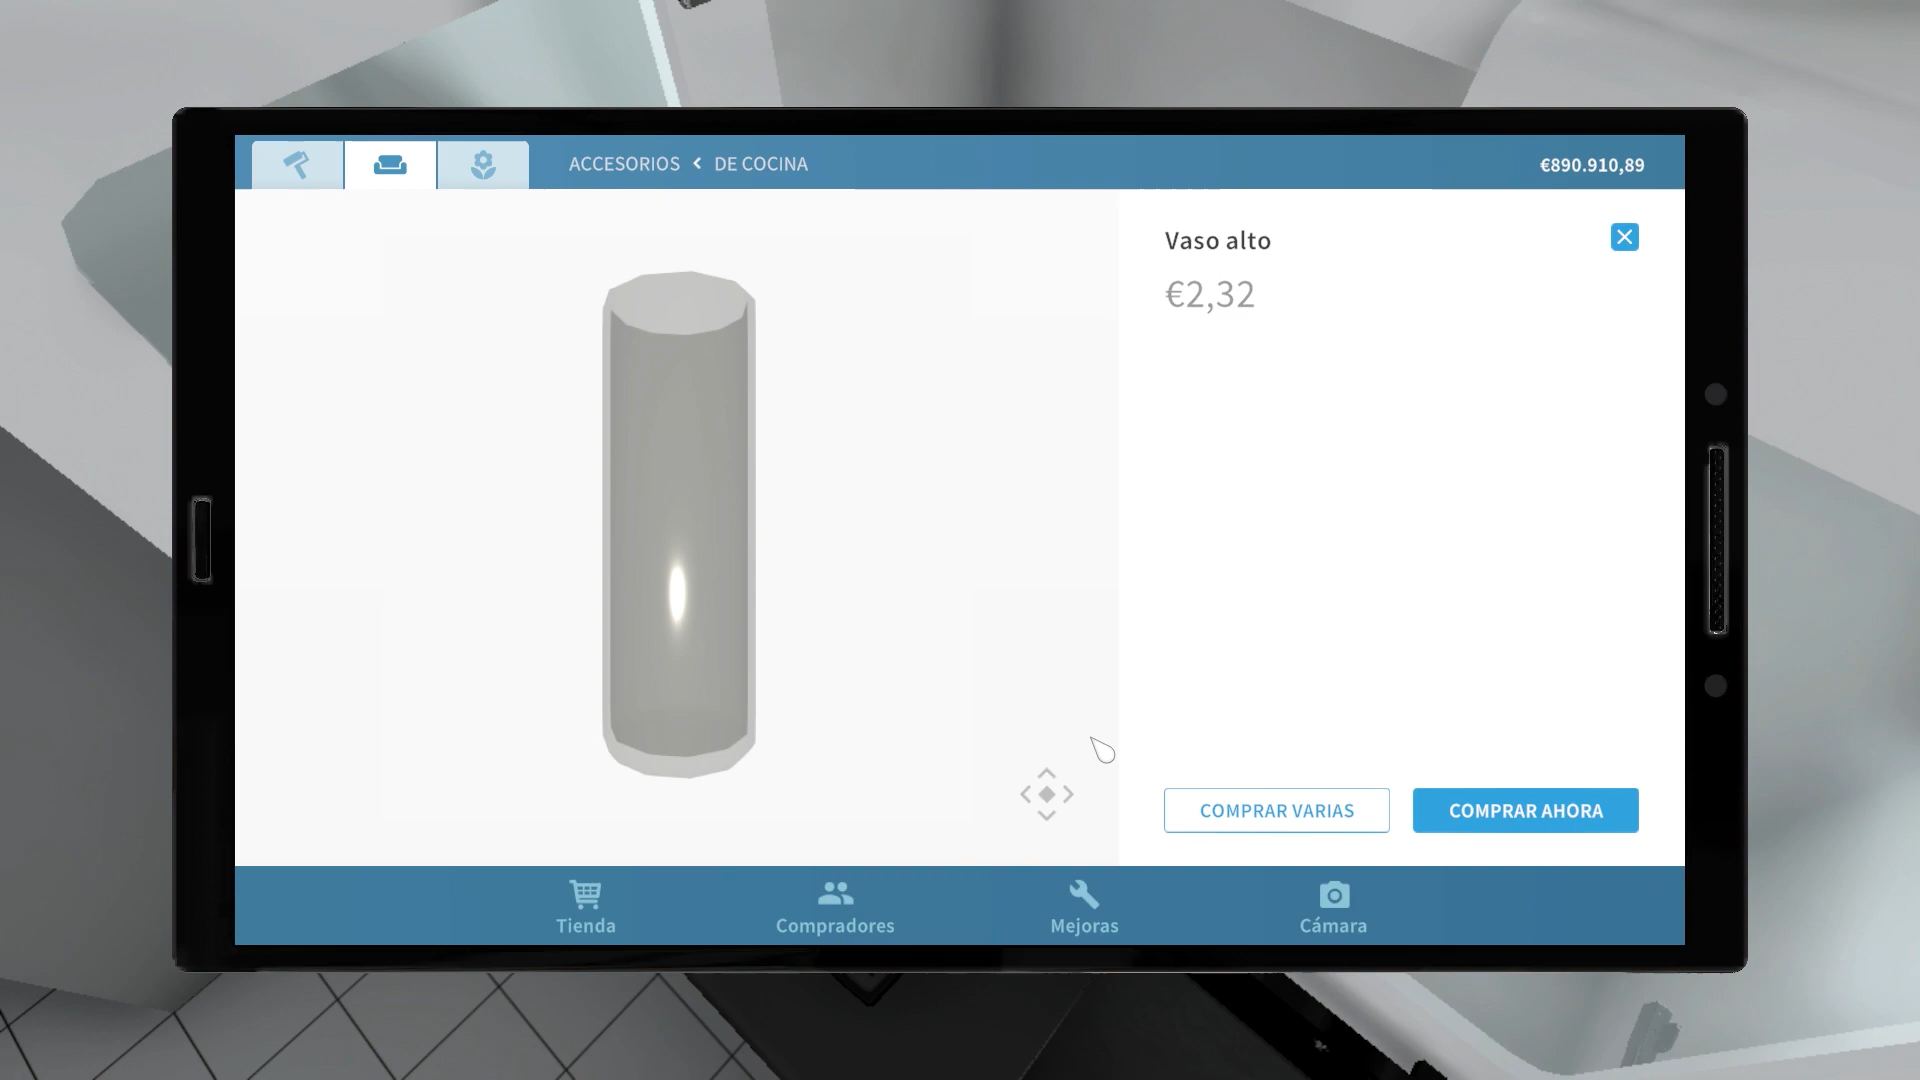 ACCESORIOS < DE COCINA
€890.910,89
Vaso alto
€2,32
COMPRAR VARIAS
COMPRAR AHORA
Tienda
Compradores
Mejoras
Cámara